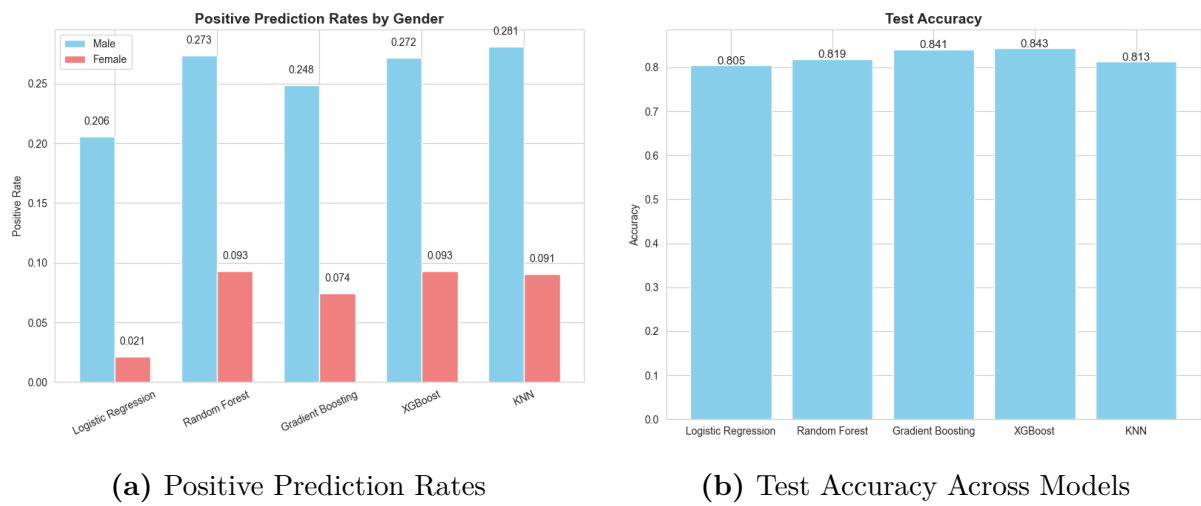 Positive Prediction Rates by Gender
Male
Female
Positive Rate
0.25
0.20
0.15
0.10
0.05
0.00
0.206
0.021
0.273
0.093
0.248
0.074
0.272
0.093
0.281
0.091
Logistic Regression
Random Forest
Gradient Boosting
XGBoost
KNN
(a) Positive Prediction Rates
Test Accuracy
Accuracy
0.8
0.7
0.6
0.5
0.4
0.3
0.2
0.1
0.0
0.805
0.819
0.841
0.843
0.813
Logistic Regression
Random Forest
Gradient Boosting
XGBoost
KNN
(b) Test Accuracy Across Models